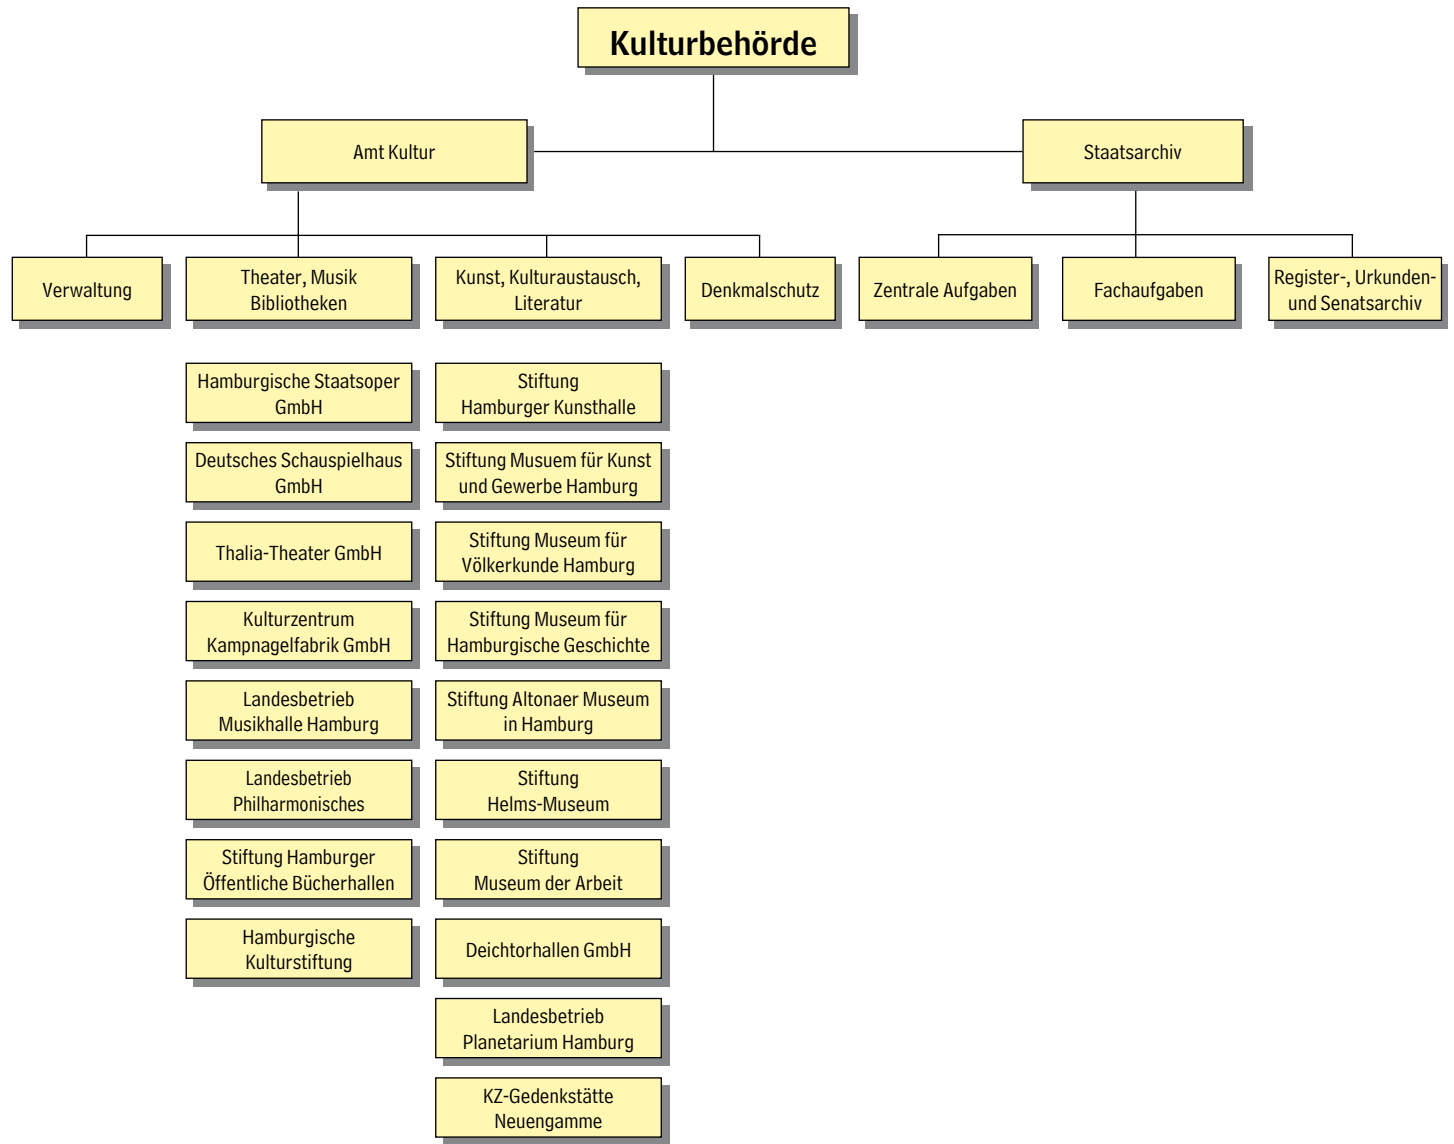 Kulturbehörde
Amt Kultur
Staatsarchiv
Verwaltung
Theater, Musik
Bibliotheken
Kunst, Kulturaustausch,
Literatur
Denkmalschutz
Zentrale Aufgaben
Fachaufgaben
Register-, Urkunden-
und Senatsarchiv
Hamburgische Staatsoper
GmbH
Deutsches Schauspielhaus
GmbH
Thalia-Theater GmbH
Kulturzentrum
Kampnagelfabrik GmbH
Landesbetrieb
Musikhalle Hamburg
Landesbetrieb
Philharmonisches
Stiftung Hamburger
Öffentliche Bücherhallen
Hamburgische
Kulturstiftung
Stiftung
Hamburger Kunsthalle
Stiftung Musuem für Kunst
und Gewerbe Hamburg
Stiftung Museum für
Völkerkunde Hamburg
Stiftung Museum für
Hamburgische Geschichte
Stiftung Altonaer Museum
in Hamburg
Stiftung
Helms-Museum
Stiftung
Museum der Arbeit
Deichtorhallen GmbH
Landesbetrieb
Planetarium Hamburg
KZ-Gedenkstätte
Neuengamme